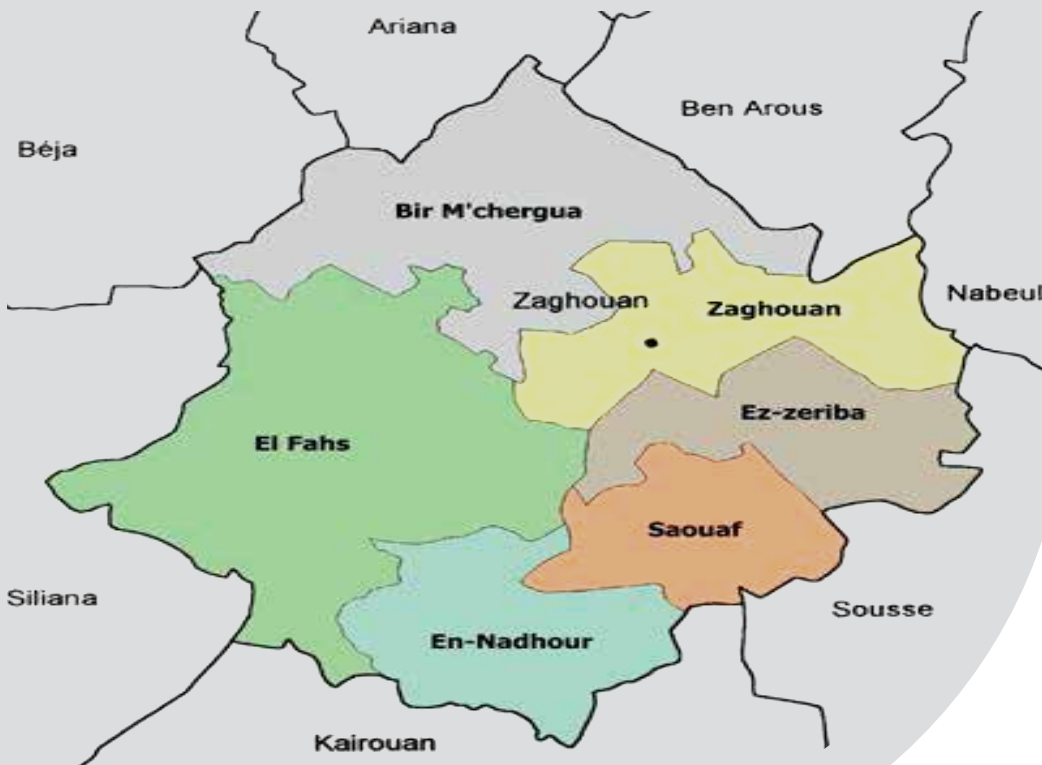 Ariana
Ben Arous
Béja
Bir M'chergua
Nabeul
Zaghouan
Zaghouan
Ez-zeriba
El Fahs
Saouaf
Siliana
Sousse
En-Nadhour
Kairouan